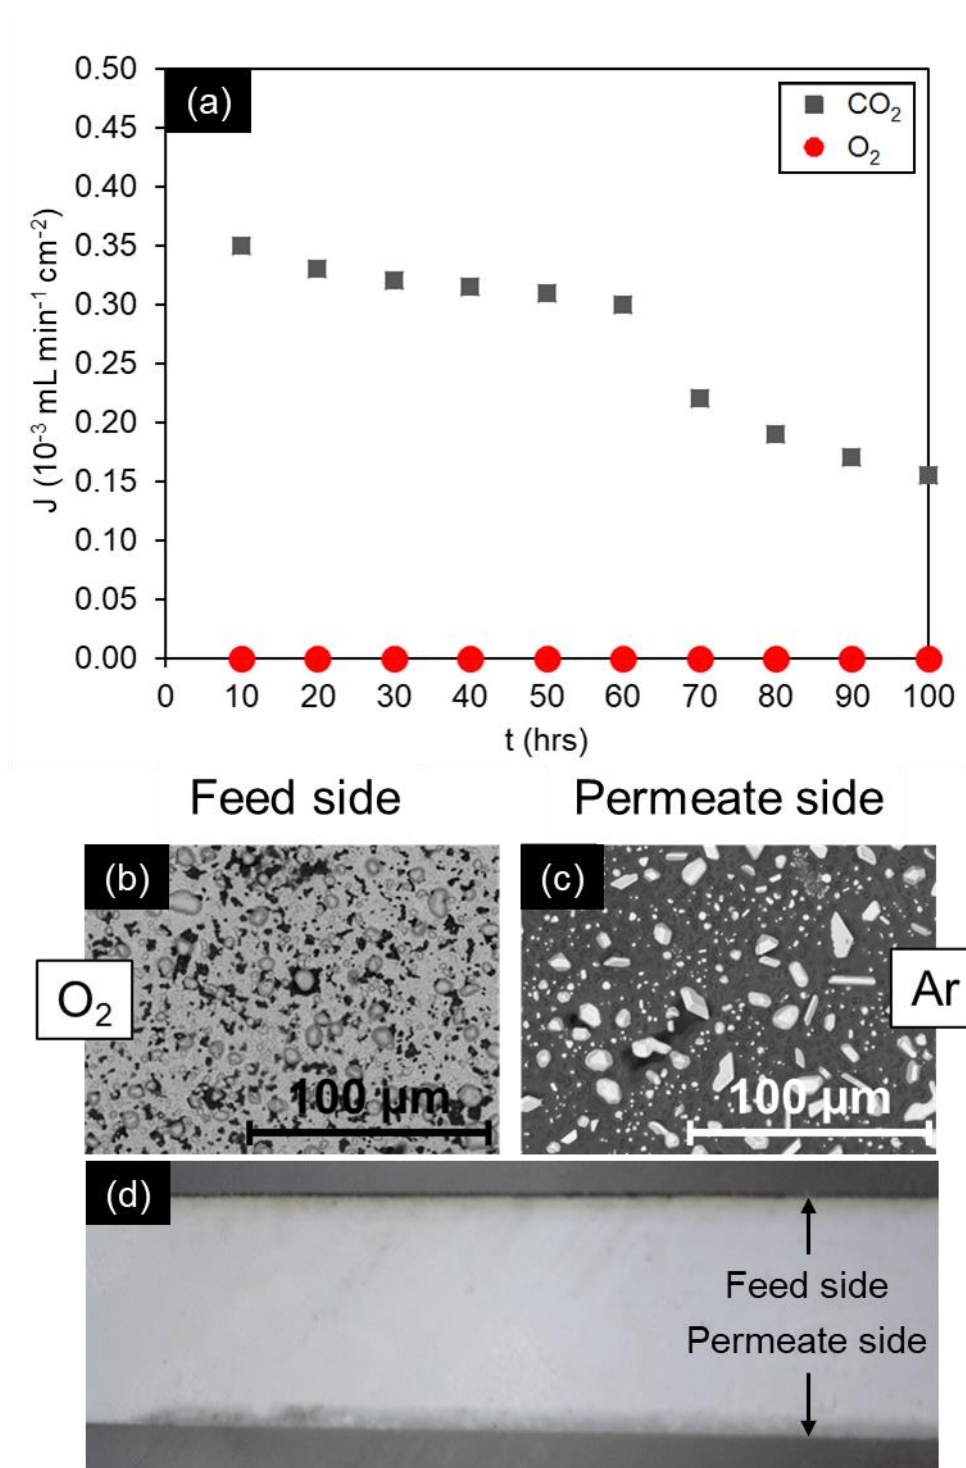 (a)
CO₂
O₂
0.50
0.45
0.40
0.35
0.30
0.25
0.20
0.15
0.10
0.05
0.00
J (10⁻³ mL min⁻¹ cm⁻²)
0 10 20 30 40 50 60 70 80 90 100
t (hrs)
Feed side Permeate side
(b) (c)
O₂ Ar
100 µm 100 µm
(d)
Feed side
Permeate side